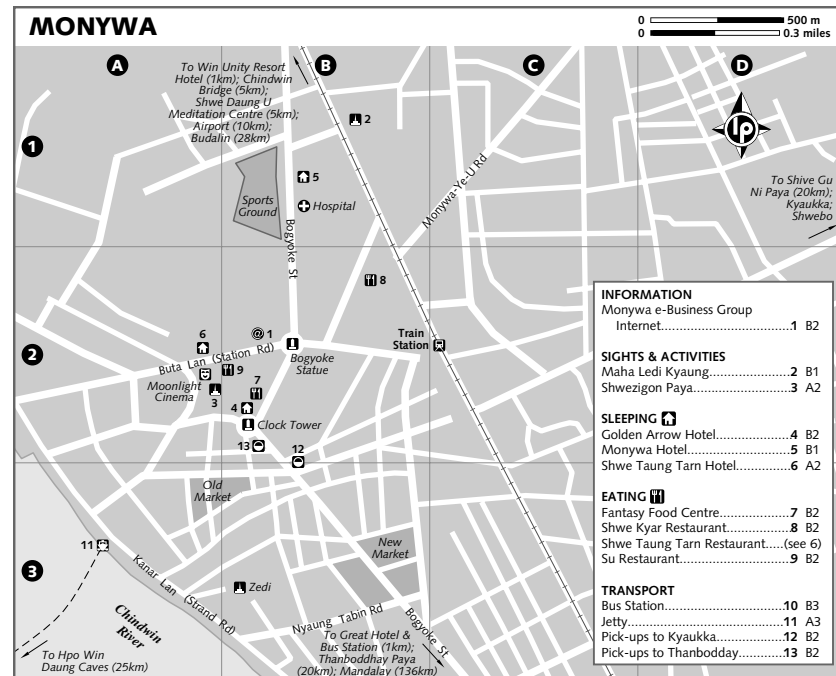 MONYWA
0 500 m
0 0.3 miles
A
B
C
D
1
2
3
To Win Unity Resort
Hotel (1km); Chindwin
Bridge (5km);
Shwe Daung U
Meditation Centre (5km);
Airport (10km);
Budalin (28km)
2
lp
5
Sports
Ground
Hospital
Monywa-Ye-U Rd
To Shive Gu
Ni Paya (20km);
Kyaukka;
Shwebo
Bogyoke St
8
6
@ 1
Train
Station
Buta Lan (Station Rd)
Bogyoke
Statue
9
7
Moonlight
Cinema
3
4
Clock Tower
13
12
Old
Market
New
Market
11
Kanar Lan (Strand Rd)
Zedi
Chindwin
River
Nyaung Tabin Rd
Bogyoke St
To Great Hotel &
Bus Station (1km);
Thanboddhay Paya
(20km); Mandalay (136km)
To Hpo Win
Daung Caves (25km)
INFORMATION
Monywa e-Business Group
Internet.......................1 B2
SIGHTS & ACTIVITIES
Maha Ledi Kyaung.................2 B1
Shwezigon Paya....................3 A2
SLEEPING
Golden Arrow Hotel................4 B2
Monywa Hotel.......................5 B1
Shwe Taung Tarn Hotel..........6 A2
EATING
Fantasy Food Centre...............7 B2
Shwe Kyar Restaurant............8 B2
Shwe Taung Tarn Restaurant.....(see 6)
Su Restaurant........................9 B2
TRANSPORT
Bus Station..........................10 B3
Jetty..................................11 A3
Pick-ups to Kyaukka.............12 B2
Pick-ups to Thanbodday........13 B2